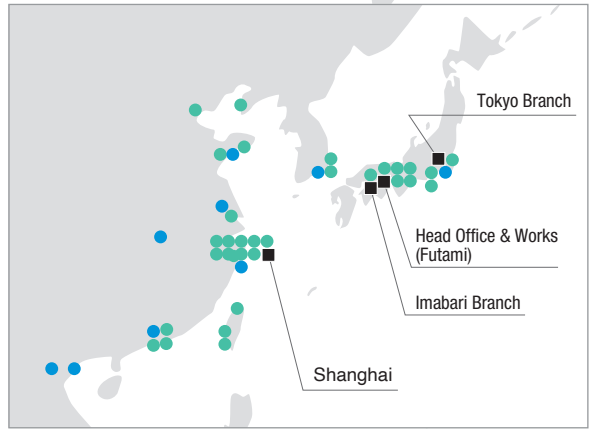 Tokyo Branch
Head Office & Works
(Futami)
Imabari Branch
Shanghai